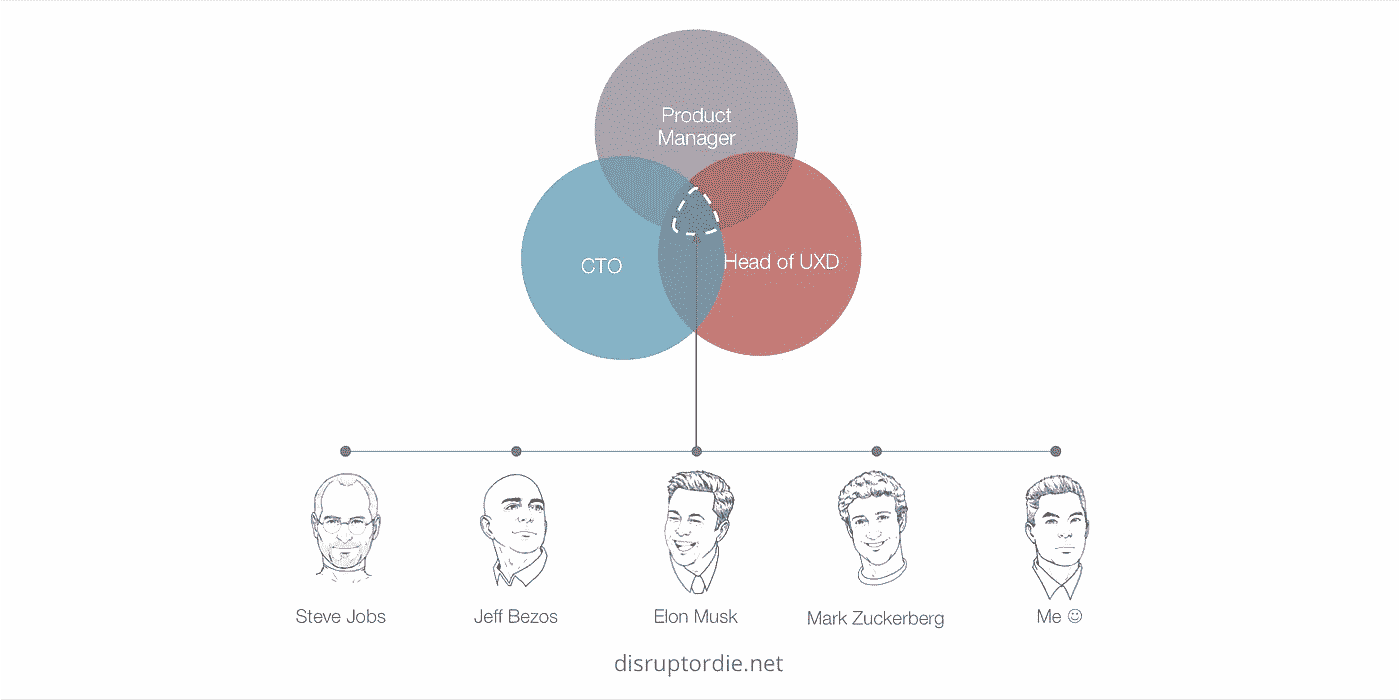 Product
Manager
CTO
Head of UXD
Steve Jobs
Jeff Bezos
Elon Musk
Mark Zuckerberg
Me ☺
disruptordie.net